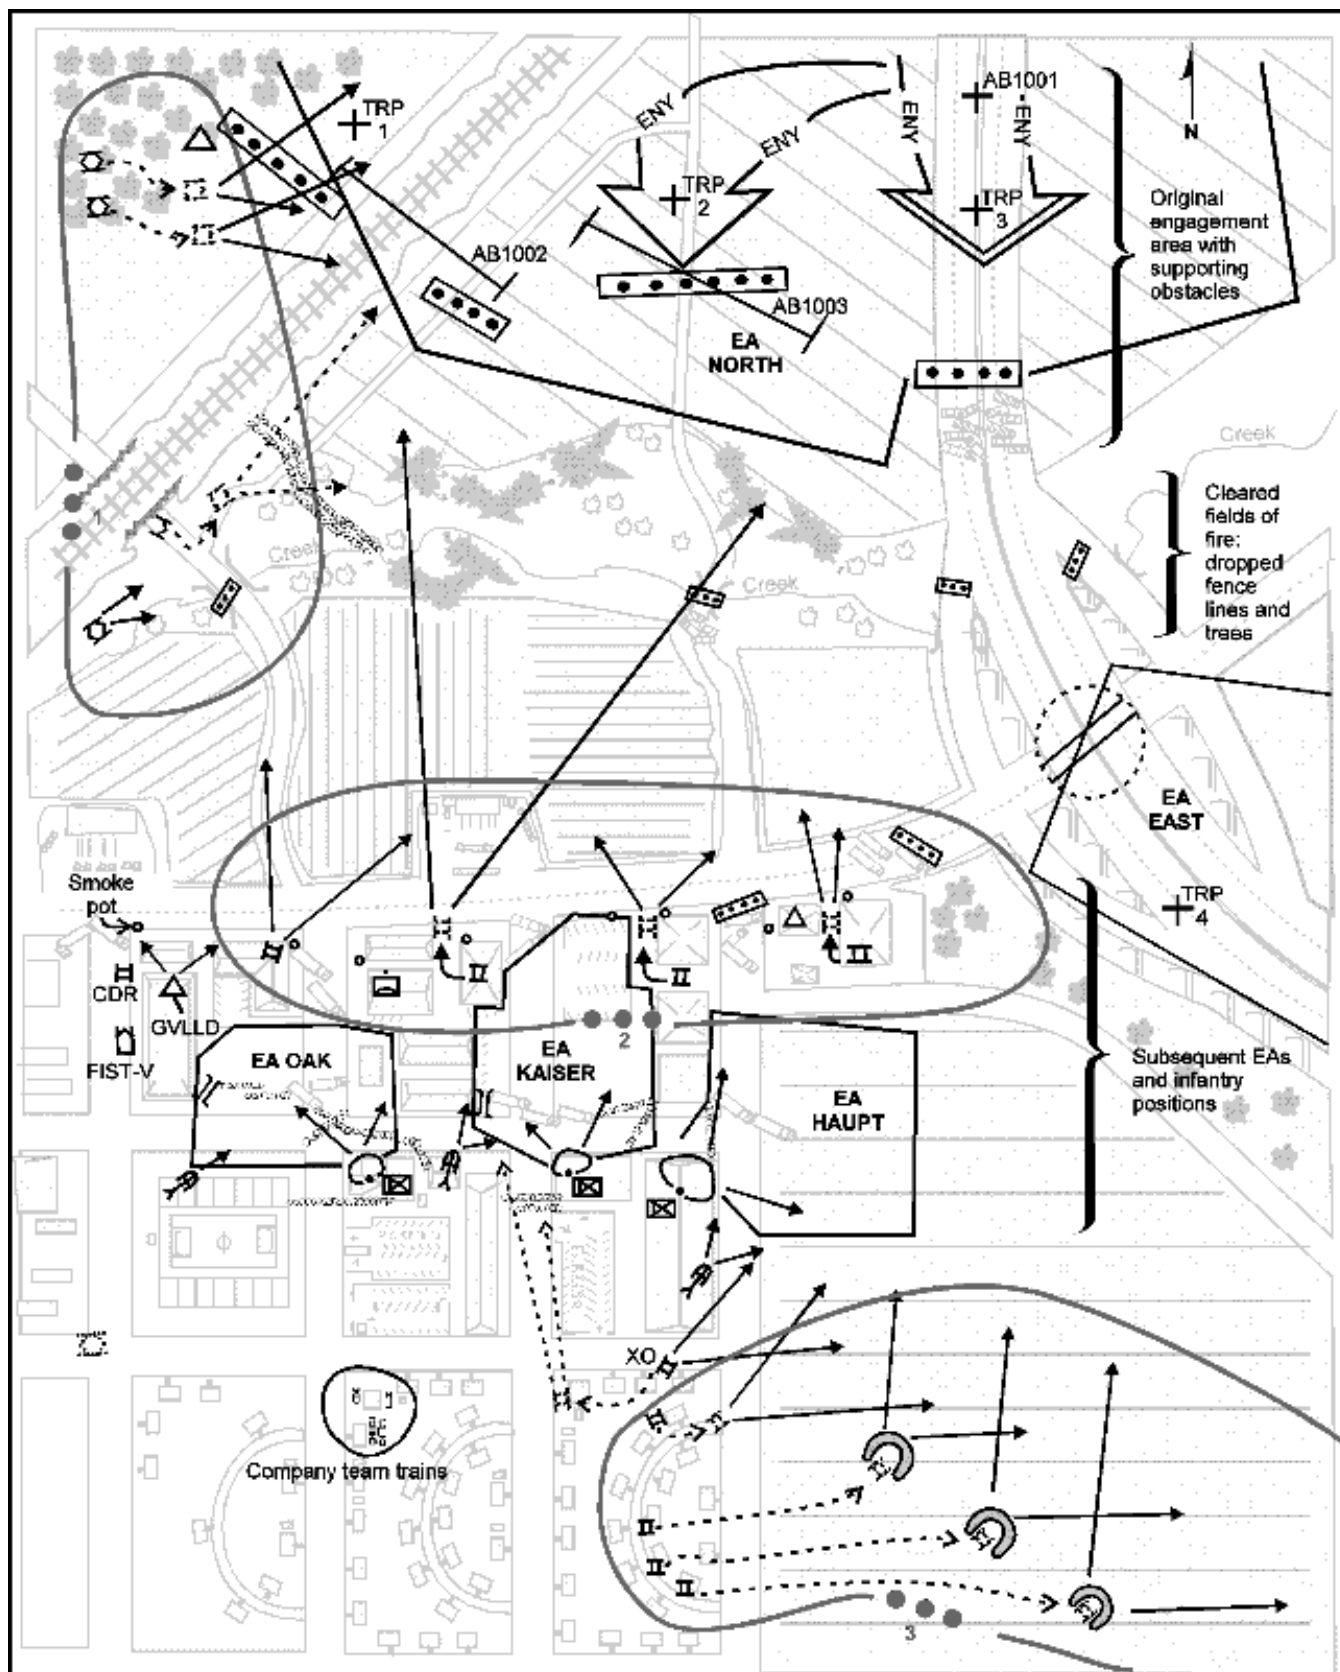 AB1001
TRP
1
ENY
ENY
ENY
ENY
N
TRP
2
TRP
3
Original
engagement
area with
supporting
obstacles
AB1002
AB1003
EA
NORTH
Creek
Cleared
fields of
fire:
dropped
fence
lines and
trees
1
Creek
Creek
EA
EAST
TRP
4
Smoke
pot
CDR
GVLLD
FIST-V
EA OAK
EA
KAISER
2
EA
HAUPT
Subsequent EAs
and infantry
positions
XO
Company team trains
3